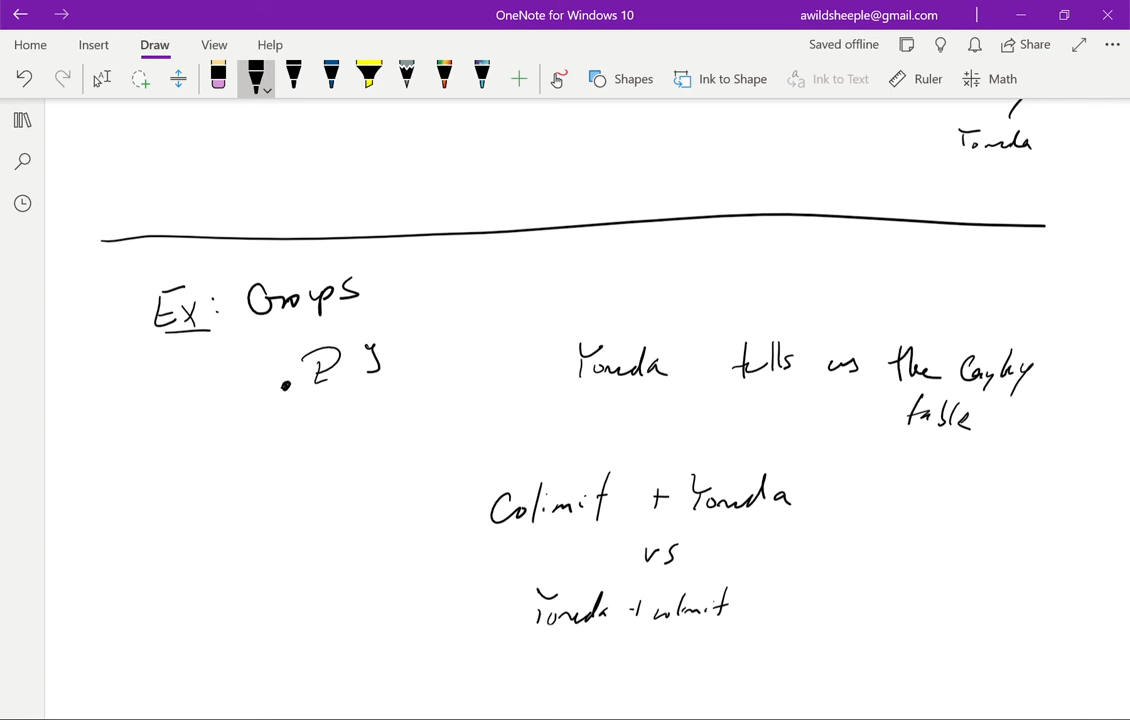 OneNote for Windows 10
awildsheeple@gmail.com
Home Insert Draw View Help
Saved offline
Share
Shapes
Ink to Shape
Ink to Text
Ruler
Math
Yoneda
Ex: Groups
Yoneda tells us the Cayley
table
Colimit + Yoneda
vs
Yoneda + colimit